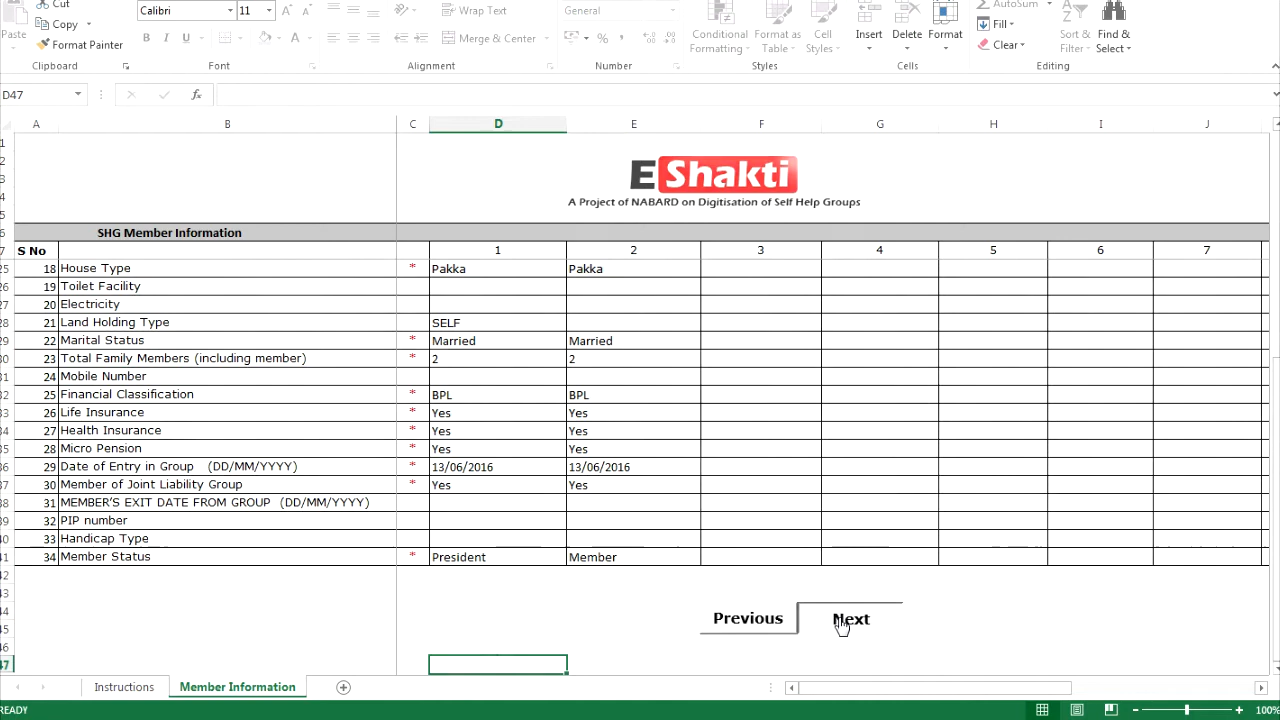 Cut
Calibri 11
Wrap Text
General
AutoSum
Copy
Fill
Paste
Format Painter
B I U
Merge & Center
%
Conditional Formatting
Format as Table
Cell Styles
Insert
Delete
Format
Clear
Sort & Filter
Find & Select
Clipboard
Font
Alignment
Number
Styles
Cells
Editing
D47
fx
A B C D E F G H I J
E Shakti
A Project of NABARD on Digitisation of Self Help Groups
SHG Member Information
S No 1 2 3 4 5 6 7
18 House Type * Pakka Pakka
19 Toilet Facility
20 Electricity
21 Land Holding Type SELF
22 Marital Status * Married Married
23 Total Family Members (including member) * 2 2
24 Mobile Number
25 Financial Classification * BPL BPL
26 Life Insurance * Yes Yes
27 Health Insurance * Yes Yes
28 Micro Pension * Yes Yes
29 Date of Entry in Group (DD/MM/YYYY) * 13/06/2016 13/06/2016
30 Member of Joint Liability Group * Yes Yes
31 MEMBER'S EXIT DATE FROM GROUP (DD/MM/YYYY)
32 PIP number
33 Handicap Type
34 Member Status * President Member
Previous Next
Instructions Member Information
READY 100%